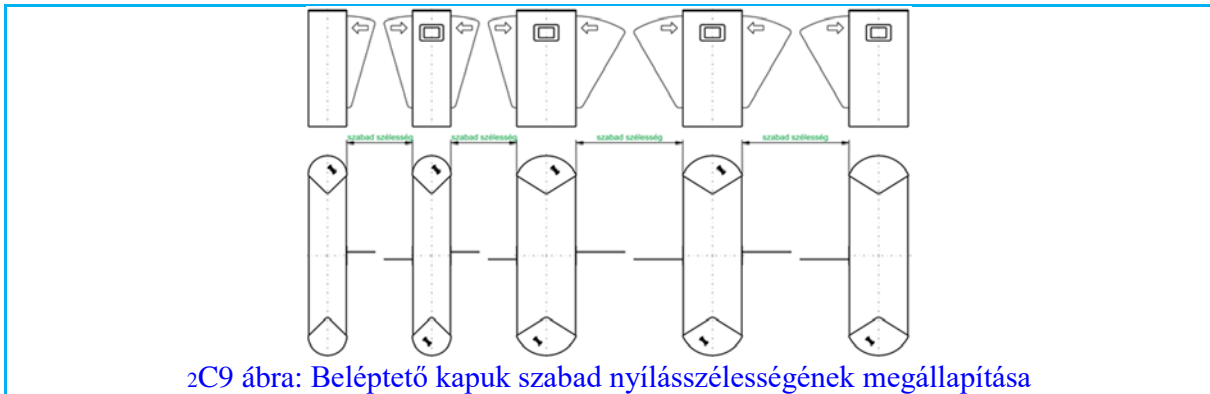 szabad szélesség szabad szélesség szabad szélesség szabad szélesség
2C9 ábra: Beléptető kapuk szabad nyílásszélességének megállapítása